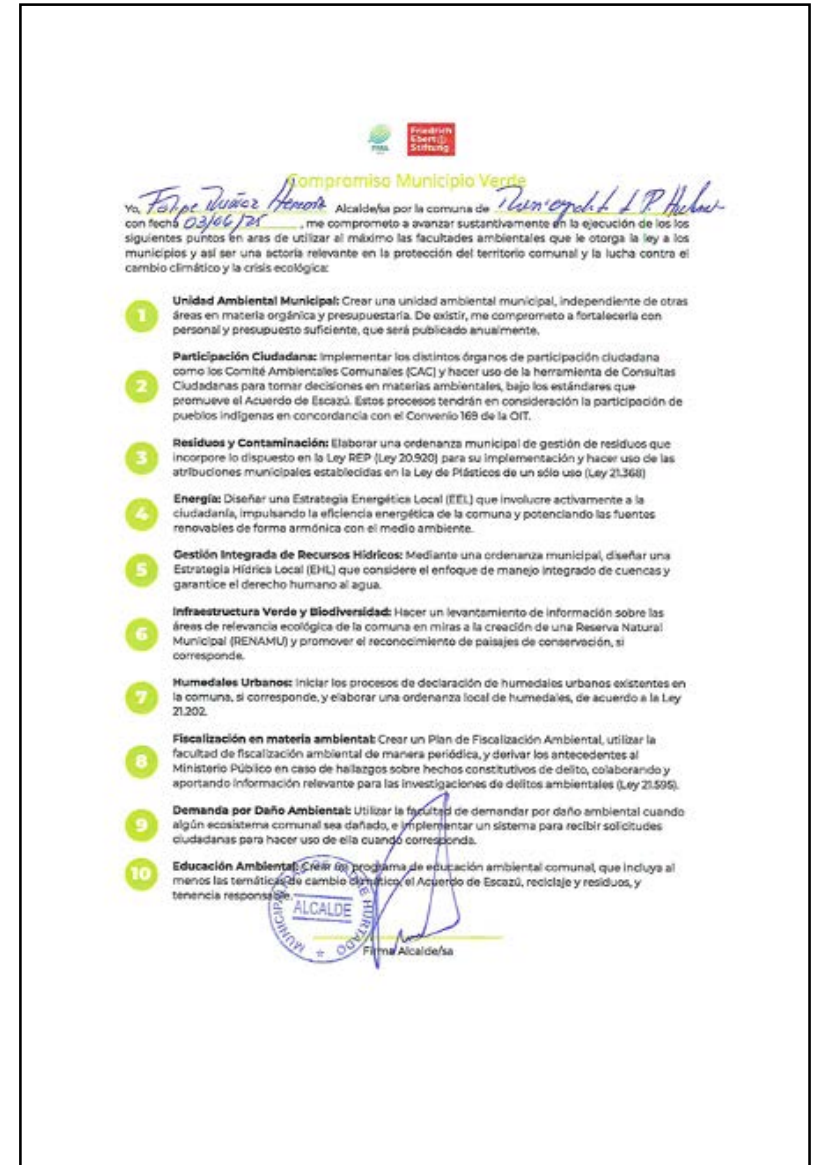 FIMA
Friedrich
Ebert
Stiftung
Compromiso Municipio Verde
Yo, Felipe Muñoz Alcalde/sa por la comuna de Municipalid d P. Hurtado
con fecha 03/06/25, me comprometo a avanzar sustantivamente en la ejecución de los los
siguientes puntos en aras de utilizar al máximo las facultades ambientales que le otorga la ley a los
municipios y así ser una actoría relevante en la protección del territorio comunal y la lucha contra el
cambio climático y la crisis ecológica:
1
Unidad Ambiental Municipal: Crear una unidad ambiental municipal, independiente de otras
áreas en materia orgánica y presupuestaria. De existir, me comprometo a fortalecerla con
personal y presupuesto suficiente, que será publicado anualmente.
2
Participación Ciudadana: Implementar los distintos órganos de participación ciudadana
como los Comité Ambientales Comunales (CAC) y hacer uso de la herramienta de Consultas
Ciudadanas para tomar decisiones en materias ambientales, bajo los estándares que
promueve el Acuerdo de Escazú. Estos procesos tendrán en consideración la participación de
pueblos indígenas en concordancia con el Convenio 169 de la OIT.
3
Residuos y Contaminación: Elaborar una ordenanza municipal de gestión de residuos que
incorpore lo dispuesto en la Ley REP (Ley 20.920) para su implementación y hacer uso de las
atribuciones municipales establecidas en la Ley de Plásticos de un sólo uso (Ley 21.368)
4
Energía: Diseñar una Estrategia Energética Local (EEL) que involucre activamente a la
ciudadanía, impulsando la eficiencia energética de la comuna y potenciando las fuentes
renovables de forma armónica con el medio ambiente.
5
Gestión Integrada de Recursos Hídricos: Mediante una ordenanza municipal, diseñar una
Estrategia Hídrica Local (EHL) que considere el enfoque de manejo integrado de cuencas y
garantice el derecho humano al agua.
6
Infraestructura Verde y Biodiversidad: Hacer un levantamiento de información sobre las
áreas de relevancia ecológica de la comuna en miras a la creación de una Reserva Natural
Municipal (RENAMU) y promover el reconocimiento de paisajes de conservación, si
corresponde.
7
Humedales Urbanos: Iniciar los procesos de declaración de humedales urbanos existentes en
la comuna, si corresponde, y elaborar una ordenanza local de humedales, de acuerdo a la Ley
21.202.
8
Fiscalización en materia ambiental: Crear un Plan de Fiscalización Ambiental, utilizar la
facultad de fiscalización ambiental de manera periódica, y derivar los antecedentes al
Ministerio Público en caso de hallazgos sobre hechos constitutivos de delito, colaborando y
aportando información relevante para las investigaciones de delitos ambientales (Ley 21.595).
9
Demanda por Daño Ambiental: Utilizar la facultad de demandar por daño ambiental cuando
algún ecosistema comunal sea dañado, e implementar un sistema para recibir solicitudes
ciudadanas para hacer uso de ella cuando corresponda.
10
Educación Ambiental: Crear un programa de educación ambiental comunal, que incluya al
menos las temáticas de cambio climático, el Acuerdo de Escazú, reciclaje y residuos, y
tenencia responsable.
ALCALDE
HURTADO
Firma Alcalde/sa